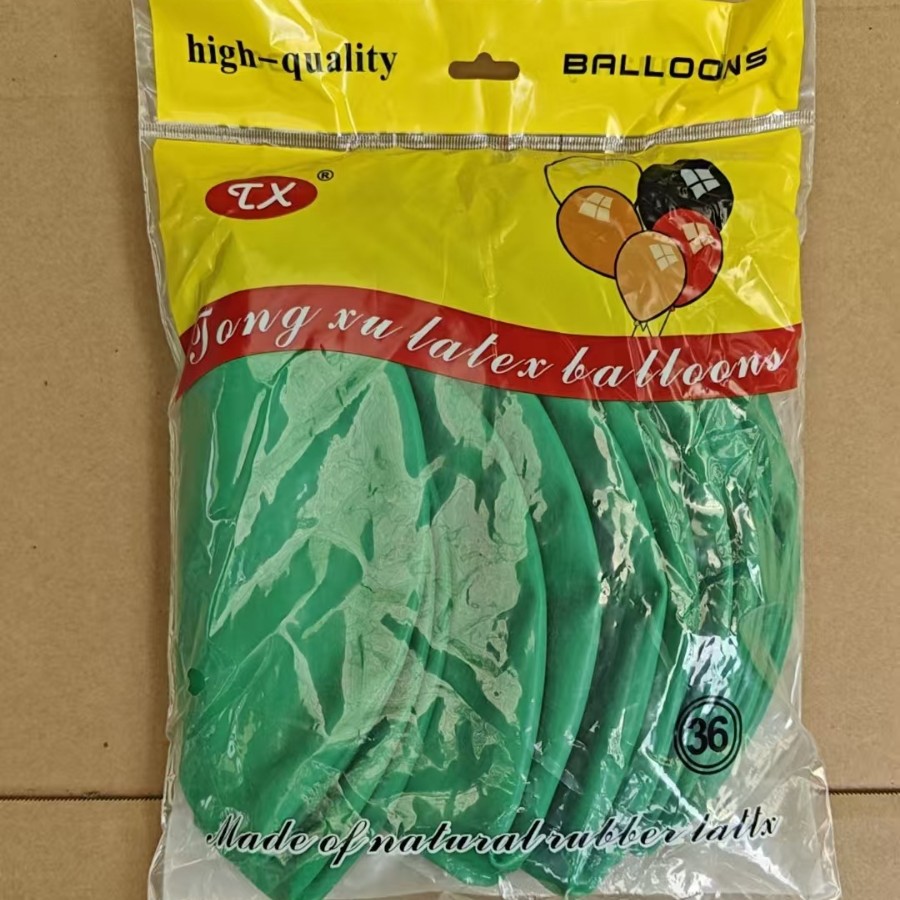 high-quality BALLOONS
TX ®
Tong xu latex balloons
36
Made of natural rubber lattx